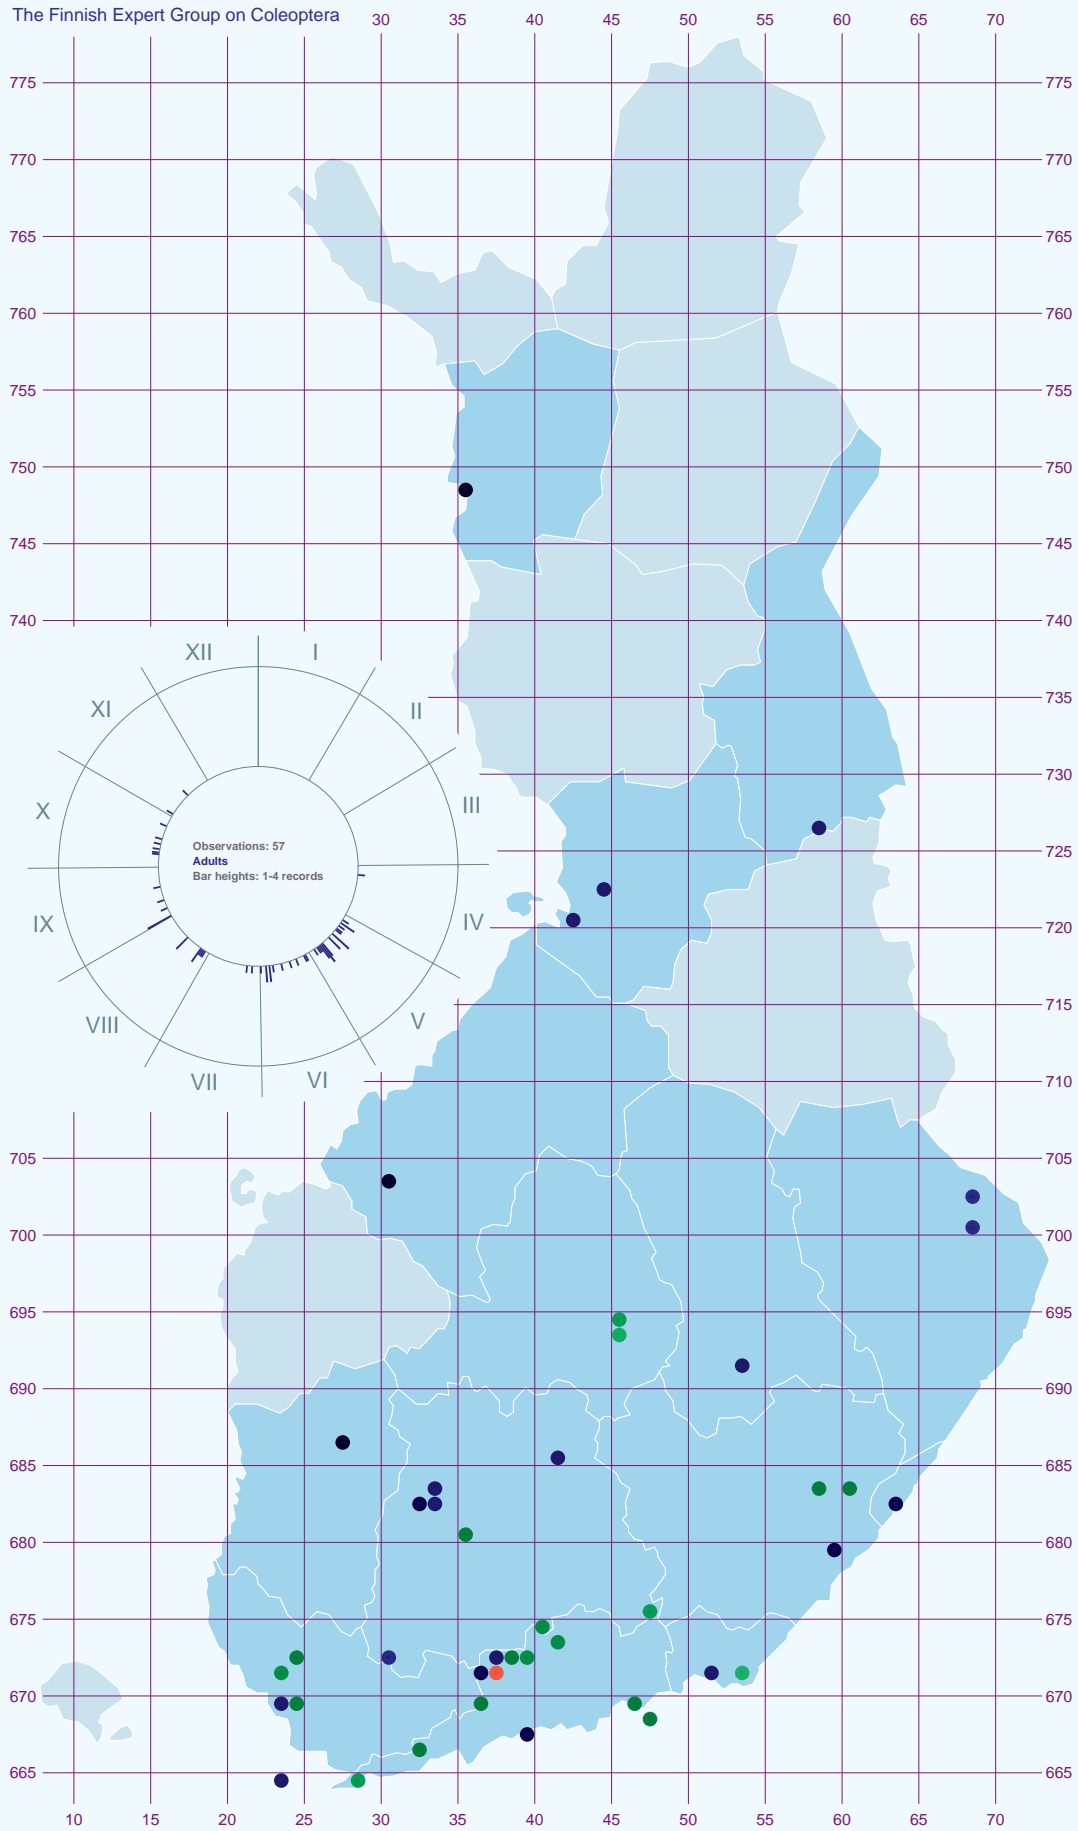 The Finnish Expert Group on Coleoptera
30 35 40 45 50 55 60 65 70
775 775
770 770
765 765
760 760
755 755
750 750
745 745
740 740
XII I
XI II
735
730
X III
Observations: 57
Adults
Bar heights: 1-4 records
725
IX IV
720
715
VIII V
VII VI
710
705 705
700 700
695 695
690 690
685 685
680 680
675 675
670 670
665 665
10 15 20 25 30 35 40 45 50 55 60 65 70